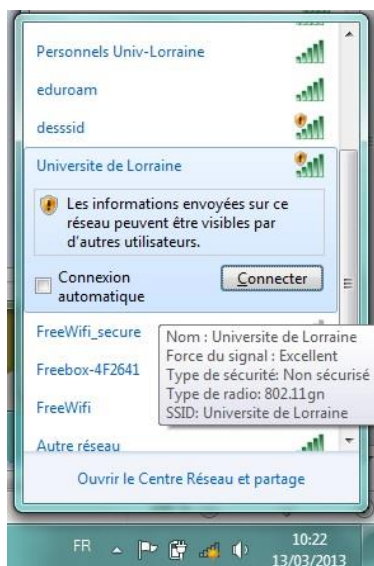 Personnels Univ-Lorraine
eduroam
desssid
Universite de Lorraine
Les informations envoyées sur ce
réseau peuvent être visibles par
d'autres utilisateurs.
Connexion
automatique
Connecter
FreeWifi_secure
Nom : Universite de Lorraine
Force du signal : Excellent
Type de sécurité: Non sécurisé
Type de radio: 802.11gn
SSID: Universite de Lorraine
Freebox-4F2641
FreeWifi
Autre réseau
Ouvrir le Centre Réseau et partage
FR
10:22
13/03/2013